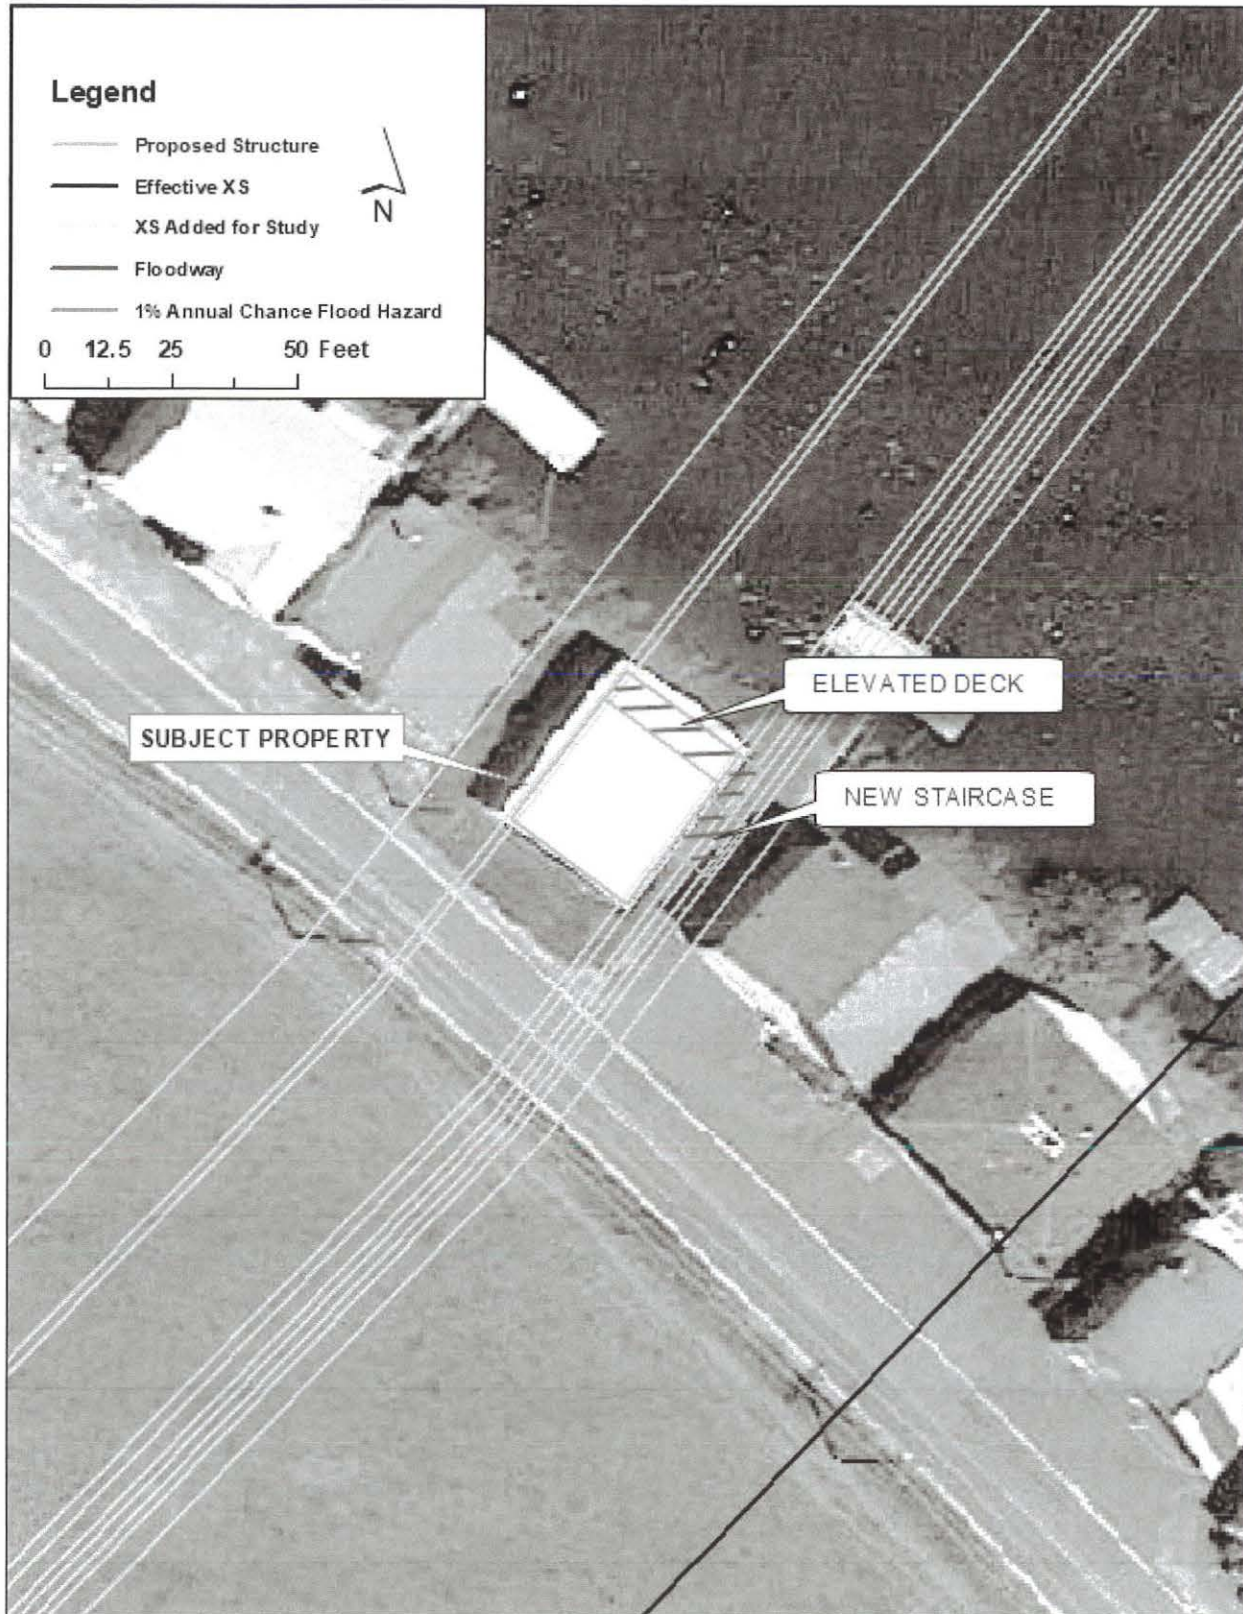 Legend
Proposed Structure
Effective XS
XS Added for Study
Floodway
1% Annual Chance Flood Hazard
N
0 12.5 25 50 Feet
ELEVATED DECK
SUBJECT PROPERTY
NEW STAIRCASE